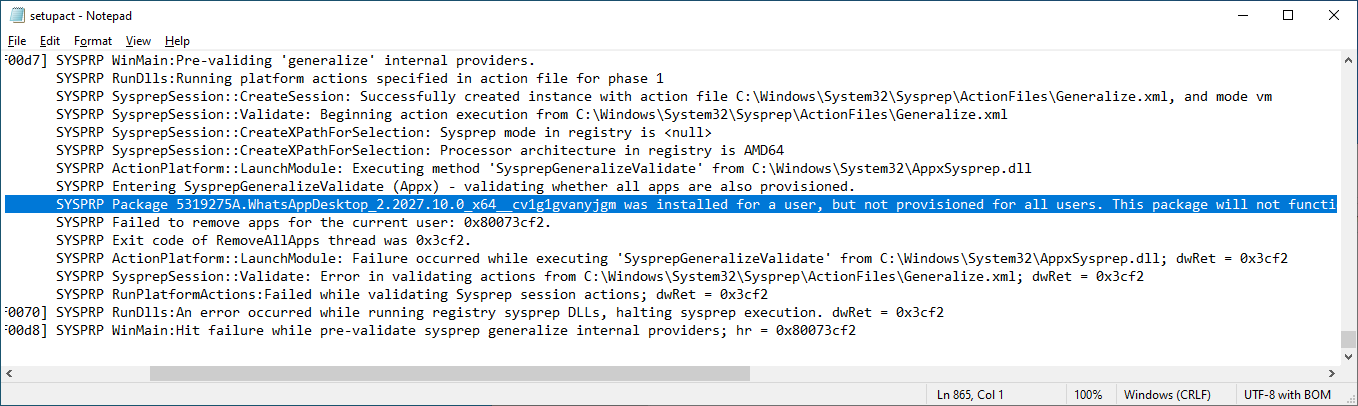 setupact - Notepad
File Edit Format View Help
F00d7] SYSPRP WinMain:Pre-validing 'generalize' internal providers.
SYSPRP RunDlls:Running platform actions specified in action file for phase 1
SYSPRP SysprepSession::CreateSession: Successfully created instance with action file C:\Windows\System32\Sysprep\ActionFiles\Generalize.xml, and mode vm
SYSPRP SysprepSession::Validate: Beginning action execution from C:\Windows\System32\Sysprep\ActionFiles\Generalize.xml
SYSPRP SysprepSession::CreateXPathForSelection: Sysprep mode in registry is <null>
SYSPRP SysprepSession::CreateXPathForSelection: Processor architecture in registry is AMD64
SYSPRP ActionPlatform::LaunchModule: Executing method 'SysprepGeneralizeValidate' from C:\Windows\System32\AppxSysprep.dll
SYSPRP Entering SysprepGeneralizeValidate (Appx) - validating whether all apps are also provisioned.
SYSPRP Package 5319275A.WhatsAppDesktop_2.2027.10.0_x64__cv1g1gvanyjgm was installed for a user, but not provisioned for all users. This package will not functi
SYSPRP Failed to remove apps for the current user: 0x80073cf2.
SYSPRP Exit code of RemoveAllApps thread was 0x3cf2.
SYSPRP ActionPlatform::LaunchModule: Failure occurred while executing 'SysprepGeneralizeValidate' from C:\Windows\System32\AppxSysprep.dll; dwRet = 0x3cf2
SYSPRP SysprepSession::Validate: Error in validating actions from C:\Windows\System32\Sysprep\ActionFiles\Generalize.xml; dwRet = 0x3cf2
SYSPRP RunPlatformActions:Failed while validating Sysprep session actions; dwRet = 0x3cf2
F0070] SYSPRP RunDlls:An error occurred while running registry sysprep DLLs, halting sysprep execution. dwRet = 0x3cf2
F00d8] SYSPRP WinMain:Hit failure while pre-validate sysprep generalize internal providers; hr = 0x80073cf2
Ln 865, Col 1 100% Windows (CRLF) UTF-8 with BOM